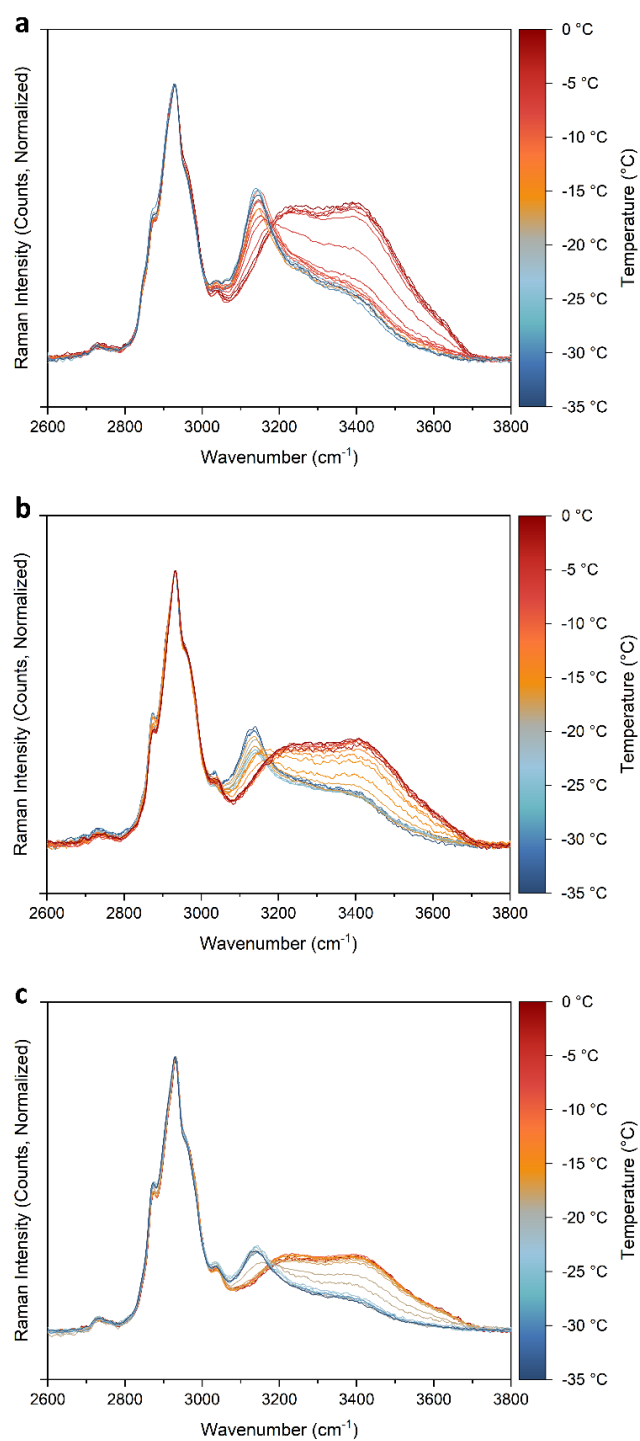 a
Raman Intensity (Counts, Normalized)
2600 2800 3000 3200 3400 3600 3800
Wavenumber (cm-1)
0 °C
-5 °C
-10 °C
-15 °C
-20 °C
-25 °C
-30 °C
-35 °C
Temperature (°C)
b
Raman Intensity (Counts, Normalized)
2600 2800 3000 3200 3400 3600 3800
Wavenumber (cm-1)
0 °C
-5 °C
-10 °C
-15 °C
-20 °C
-25 °C
-30 °C
-35 °C
Temperature (°C)
c
Raman Intensity (Counts, Normalized)
2600 2800 3000 3200 3400 3600 3800
Wavenumber (cm-1)
0 °C
-5 °C
-10 °C
-15 °C
-20 °C
-25 °C
-30 °C
-35 °C
Temperature (°C)